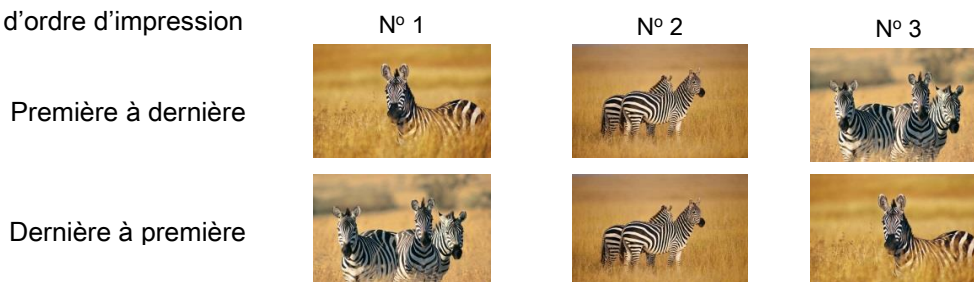 d’ordre d’impression
Nº 1
Nº 2
Nº 3
Première à dernière
Dernière à première